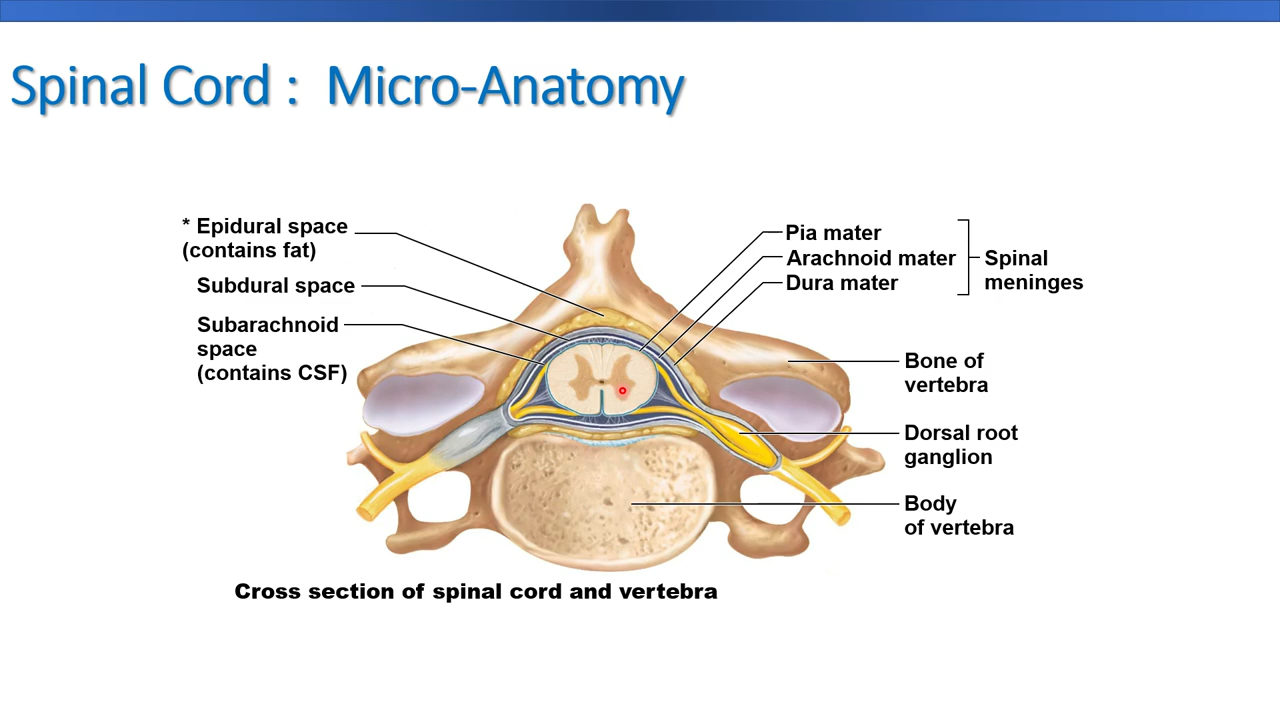 Spinal Cord : Micro-Anatomy
* Epidural space
(contains fat)
Subdural space
Subarachnoid
space
(contains CSF)
Pia mater
Arachnoid mater
Dura mater
Spinal
meninges
Bone of
vertebra
Dorsal root
ganglion
Body
of vertebra
Cross section of spinal cord and vertebra